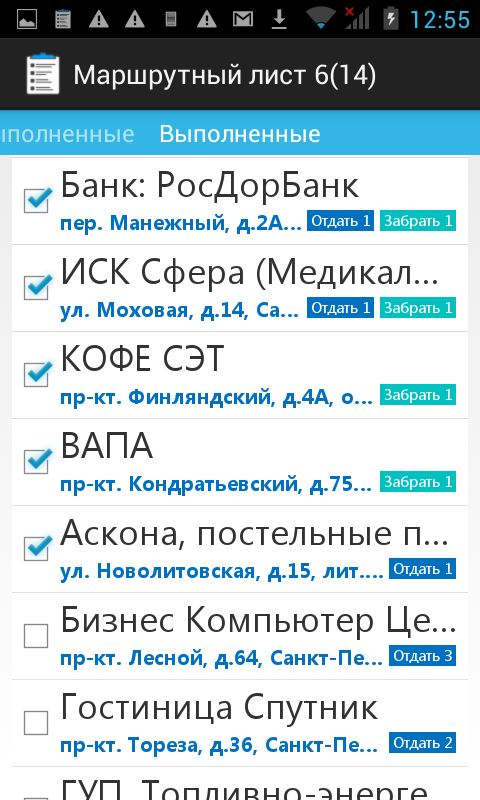 12:55
Маршрутный лист 6(14)
ыполненные Выполненные
Банк: РосДорБанк
пер. Манежный, д.2А... Отдать 1 Забрать 1
ИСК Сфера (Медикал...
ул. Моховая, д.14, Са... Отдать 1 Забрать 1
КОФЕ СЭТ
пр-кт. Финляндский, д.4А, о... Забрать 1
ВАПА
пр-кт. Кондратьевский, д.75... Забрать 1
Аскона, постельные п...
ул. Новолитовская, д.15, лит.... Отдать 1
Бизнес Компьютер Це...
пр-кт. Лесной, д.64, Санкт-Пе... Отдать 3
Гостиница Спутник
пр-кт. Тореза, д.36, Санкт-Пе... Отдать 2
ГУП Топливно-энерге